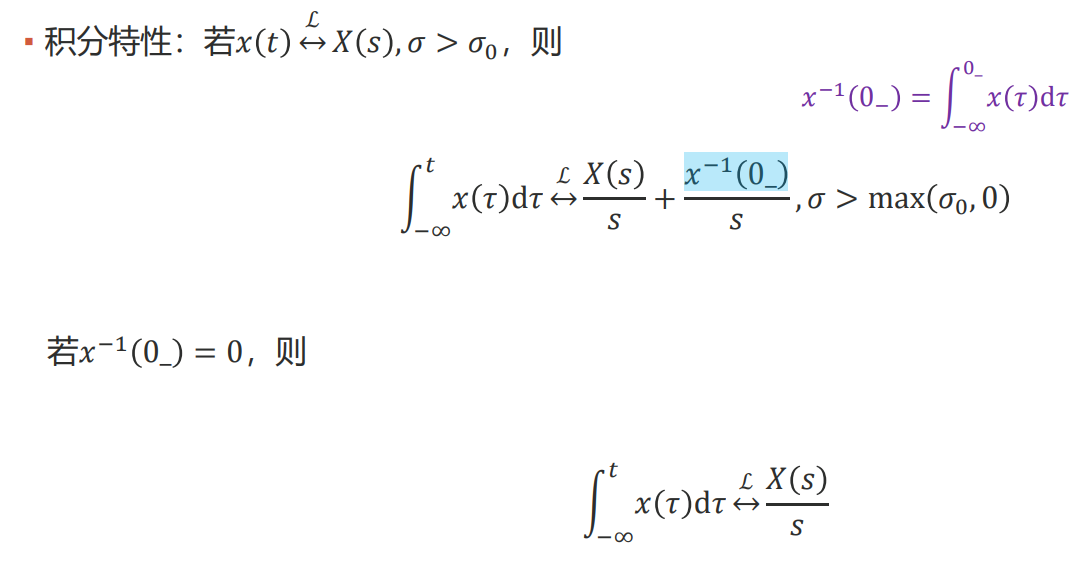 ▪ 积分特性：若x(t) ℒ↔ X(s), σ > σ₀，则
x⁻¹(0₋) = ∫_{−∞}^{0₋} x(τ)dτ
∫_{−∞}^{t} x(τ)dτ ℒ↔ X(s)/s + x⁻¹(0₋)/s, σ > max(σ₀, 0)
若x⁻¹(0₋) = 0，则
∫_{−∞}^{t} x(τ)dτ ℒ↔ X(s)/s